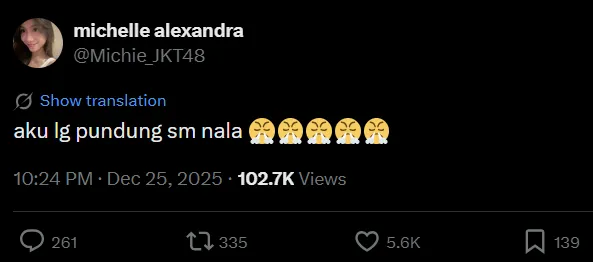 michelle alexandra
@Michie_JKT48
Show translation
aku lg pundung sm nala 😤😤😤😤😤
10:24 PM · Dec 25, 2025 · 102.7K Views
261 335 5.6K 139